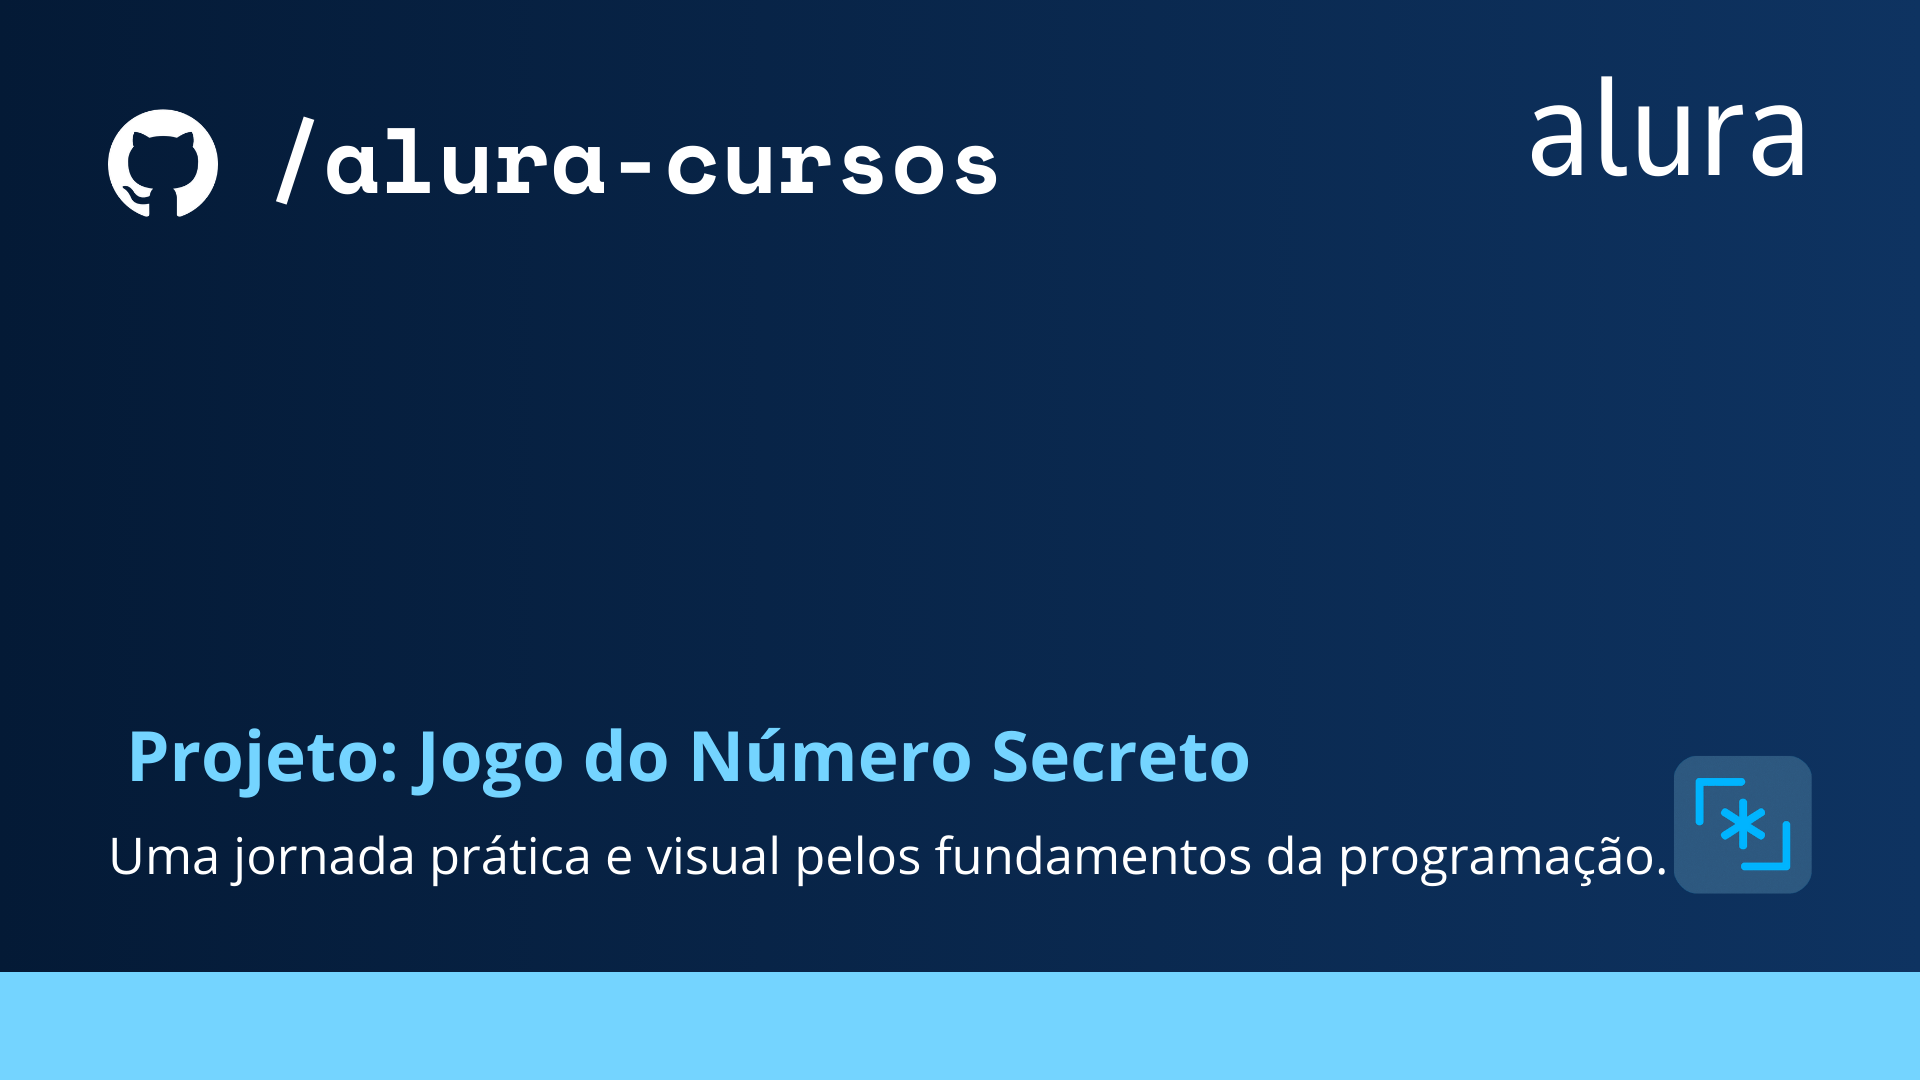 /alura-cursos
alura
Projeto: Jogo do Número Secreto
Uma jornada prática e visual pelos fundamentos da programação.